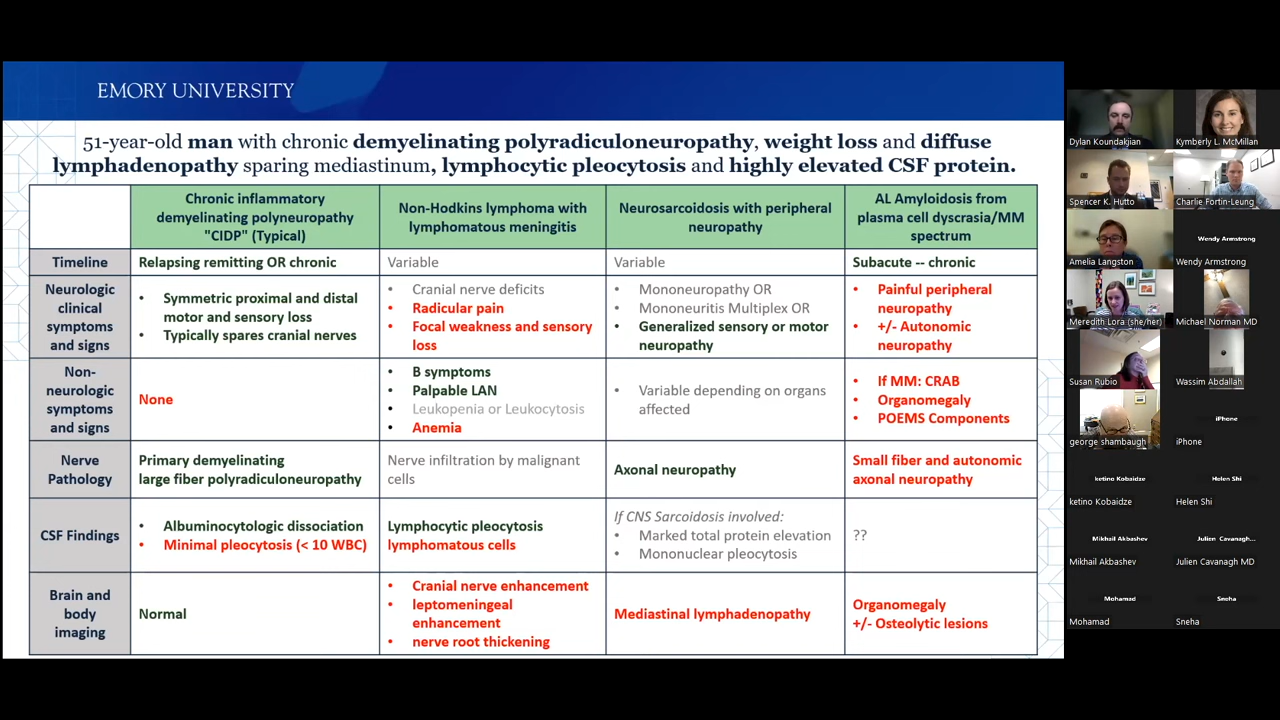 EMORY UNIVERSITY
51-year-old man with chronic demyelinating polyradiculoneuropathy, weight loss and diffuse
lymphadenopathy sparing mediastinum, lymphocytic pleocytosis and highly elevated CSF protein.
Chronic inflammatory
demyelinating polyneuropathy
"CIDP" (Typical)
Non-Hodkins lymphoma with
lymphomatous meningitis
Neurosarcoidosis with peripheral
neuropathy
AL Amyloidosis from
plasma cell dyscrasia/MM
spectrum
Timeline
Relapsing remitting OR chronic
Variable
Variable
Subacute -- chronic
Neurologic
clinical
symptoms
and signs
• Symmetric proximal and distal
motor and sensory loss
• Typically spares cranial nerves
• Cranial nerve deficits
• Radicular pain
• Focal weakness and sensory
loss
• Mononeuropathy OR
• Mononeuritis Multiplex OR
• Generalized sensory or motor
neuropathy
• Painful peripheral
neuropathy
• +/- Autonomic
neuropathy
Non-
neurologic
symptoms
and signs
None
• B symptoms
• Palpable LAN
• Leukopenia or Leukocytosis
• Anemia
• Variable depending on organs
affected
• If MM: CRAB
• Organomegaly
• POEMS Components
Nerve
Pathology
Primary demyelinating
large fiber polyradiculoneuropathy
Nerve infiltration by malignant
cells
Axonal neuropathy
Small fiber and autonomic
axonal neuropathy
CSF Findings
• Albuminocytologic dissociation
• Minimal pleocytosis (< 10 WBC)
Lymphocytic pleocytosis
lymphomatous cells
If CNS Sarcoidosis involved:
• Marked total protein elevation
• Mononuclear pleocytosis
??
Brain and
body
imaging
Normal
• Cranial nerve enhancement
• leptomeningeal
enhancement
• nerve root thickening
Mediastinal lymphadenopathy
Organomegaly
+/- Osteolytic lesions
Dylan Koundakjian
Kymberly L. McMillan
Spencer K. Hutto
Charlie Fortin-Leung
Amelia Langston
Wendy Armstrong
Wendy Armstrong
Meredith Lora (she/her)
Michael Norman MD
Susan Rubio
Wassim Abdallah
george shambaugh
iPhone
iPhone
ketino Kobaidze
ketino Kobaidze
Helen Shi
Helen Shi
Mikhail Akbashev
Mikhail Akbashev
Julien Cavanagh...
Julien Cavanagh MD
Mohamad
Mohamad
Sneha
Sneha